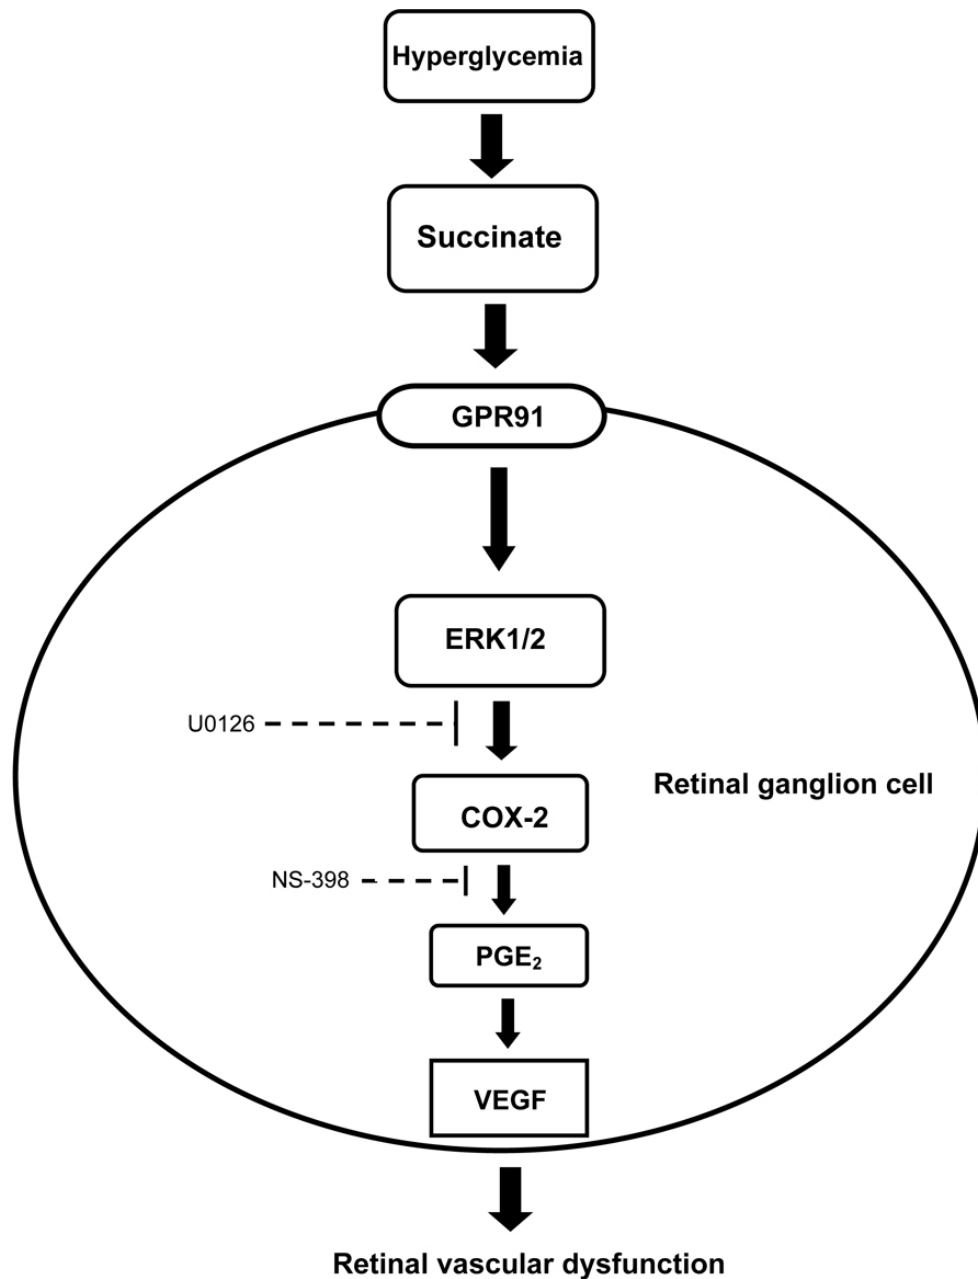 Hyperglycemia
Succinate
GPR91
ERK1/2
U0126
Retinal ganglion cell
COX-2
NS-398
PGE₂
VEGF
Retinal vascular dysfunction